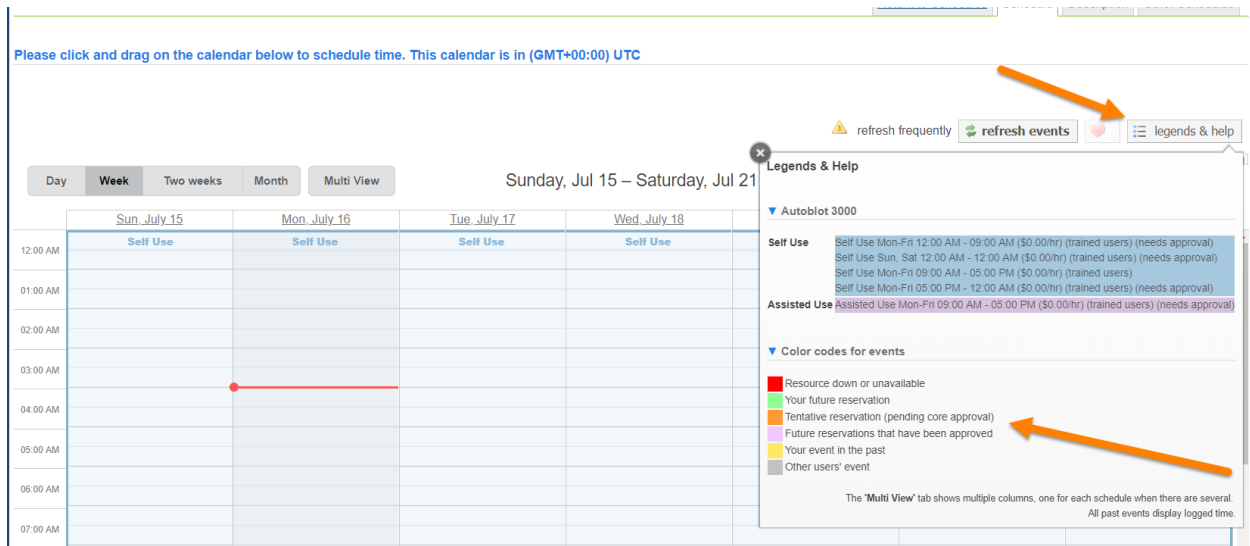 Please click and drag on the calendar below to schedule time. This calendar is in (GMT+00:00) UTC
refresh frequently refresh events legends & help
Day Week Two weeks Month Multi View Sunday, Jul 15 – Saturday, Jul 21
Sun, July 15 Mon, July 16 Tue, July 17 Wed, July 18
Self Use Self Use Self Use Self Use
12:00 AM
01:00 AM
02:00 AM
03:00 AM
04:00 AM
05:00 AM
06:00 AM
07:00 AM
Legends & Help
Autoblot 3000
Self Use Self Use Mon-Fri 12:00 AM - 09:00 AM ($0.00/hr) (trained users) (needs approval)
Self Use Sun, Sat 12:00 AM - 12:00 AM ($0.00/hr) (trained users) (needs approval)
Self Use Mon-Fri 09:00 AM - 05:00 PM ($0.00/hr) (trained users)
Self Use Mon-Fri 05:00 PM - 12:00 AM ($0.00/hr) (trained users) (needs approval)
Assisted Use Assisted Use Mon-Fri 09:00 AM - 05:00 PM ($0.00/hr) (trained users) (needs approval)
Color codes for events
Resource down or unavailable
Your future reservation
Tentative reservation (pending core approval)
Future reservations that have been approved
Your event in the past
Other users' event
The 'Multi View' tab shows multiple columns, one for each schedule when there are several.
All past events display logged time.